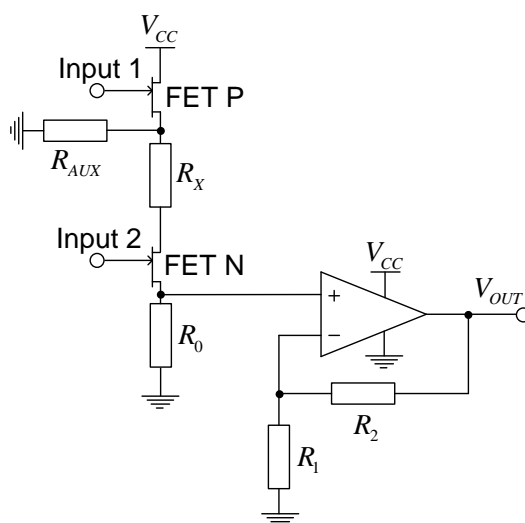 V_CC
Input 1
FET P
R_AUX
R_X
Input 2
FET N
V_CC
V_OUT
+
−
R_0
R_2
R_1